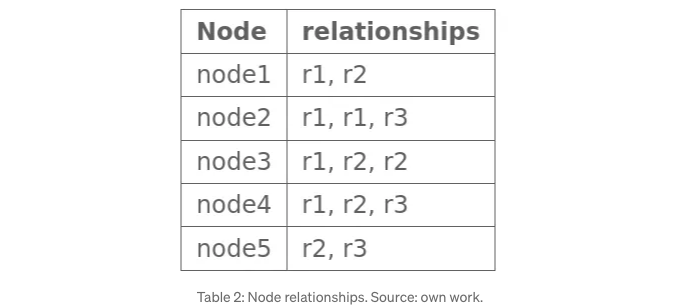 Node relationships
node1 r1, r2
node2 r1, r1, r3
node3 r1, r2, r2
node4 r1, r2, r3
node5 r2, r3
Table 2: Node relationships. Source: own work.